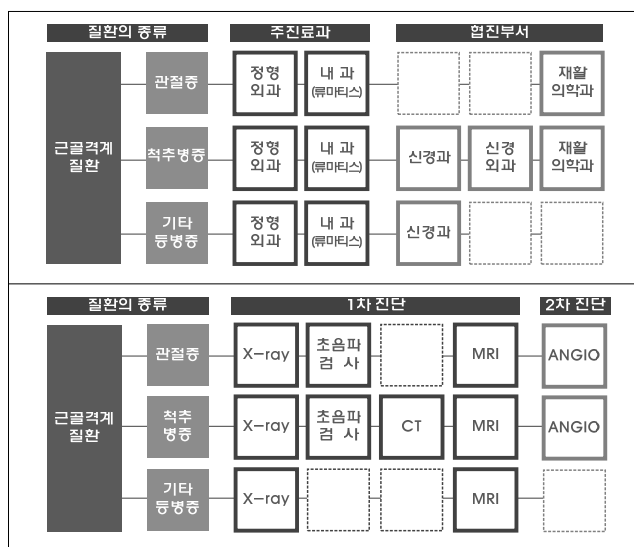 질환의 종류 주진료과 협진부서
근골격계
질환
관절증
정형
외과
내 과
(류마티스)
재활
의학과
척추병증
정형
외과
내 과
(류마티스)
신경과
신경
외과
재활
의학과
기타
등병증
정형
외과
내 과
(류마티스)
신경과
질환의 종류 1차 진단 2차 진단
근골격계
질환
관절증
X-ray
초음파
검 사
MRI
ANGIO
척추
병증
X-ray
초음파
검 사
CT
MRI
ANGIO
기타
등병증
X-ray
MRI